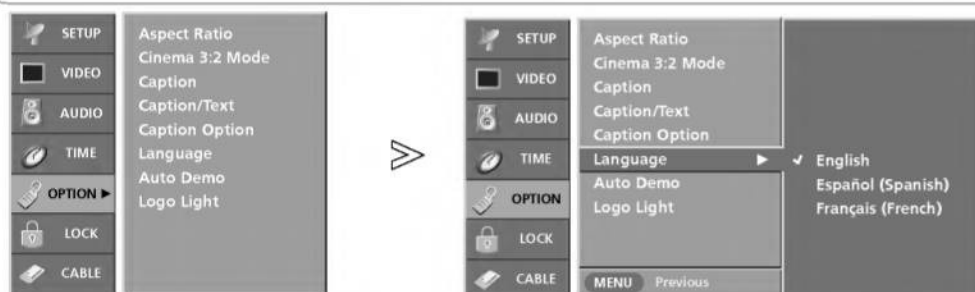 SETUP
VIDEO
AUDIO
TIME
OPTION
LOCK
CABLE
Aspect Ratio
Cinema 3:2 Mode
Caption
Caption/Text
Caption Option
Language
Auto Demo
Logo Light
SETUP
VIDEO
AUDIO
TIME
OPTION
LOCK
CABLE
Aspect Ratio
Cinema 3:2 Mode
Caption
Caption/Text
Caption Option
Language
Auto Demo
Logo Light
MENU Previous
English
Español (Spanish)
Français (French)